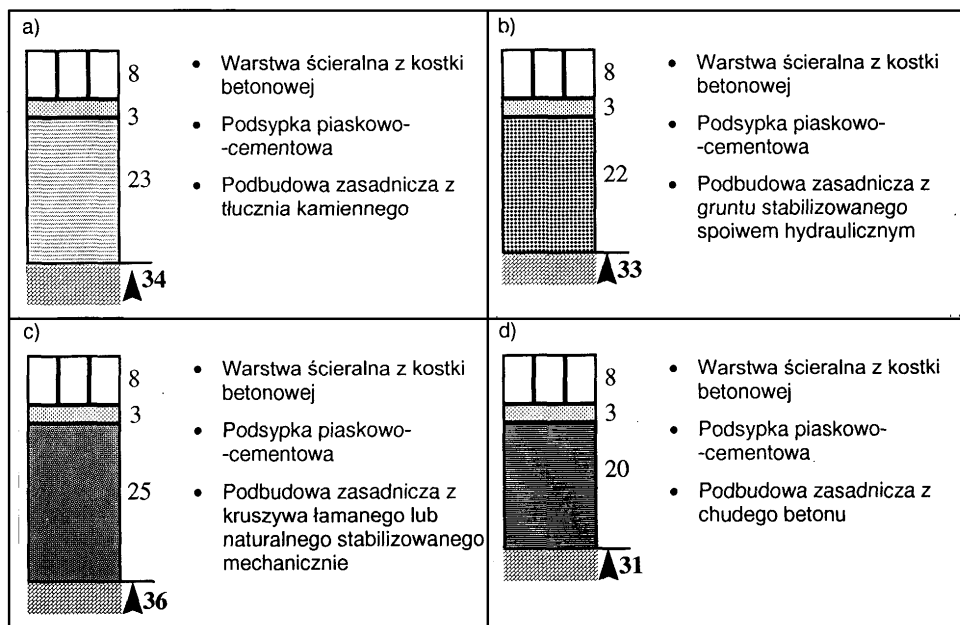 a)
8
3
23
34
• Warstwa ścieralna z kostki
betonowej
• Podsypka piaskowo-
-cementowa
• Podbudowa zasadnicza z
tłucznia kamiennego
b)
8
3
22
33
• Warstwa ścieralna z kostki
betonowej
• Podsypka piaskowo-
-cementowa
• Podbudowa zasadnicza z
gruntu stabilizowanego
spoiwem hydraulicznym
c)
8
3
25
36
• Warstwa ścieralna z kostki
betonowej
• Podsypka piaskowo-
-cementowa
• Podbudowa zasadnicza z
kruszywa łamanego lub
naturalnego stabilizowanego
mechanicznie
d)
8
3
20
31
• Warstwa ścieralna z kostki
betonowej
• Podsypka piaskowo-
-cementowa
• Podbudowa zasadnicza z
chudego betonu